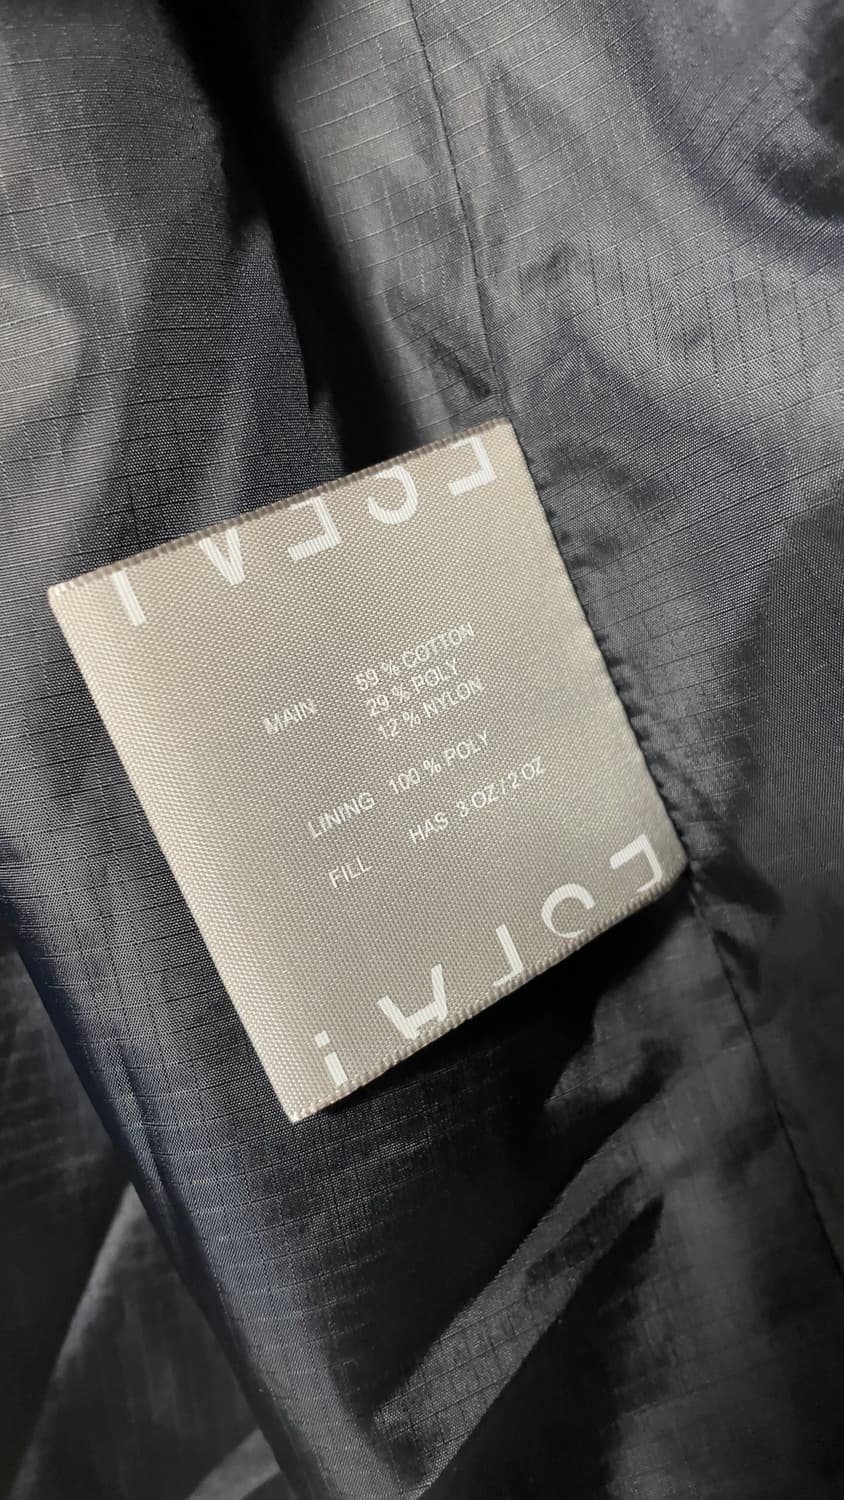 MAIN 59 % COTTON
29 % POLY
12 % NYLON
LINING 100 % POLY
FILL HAS 3 OZ / 2 OZ